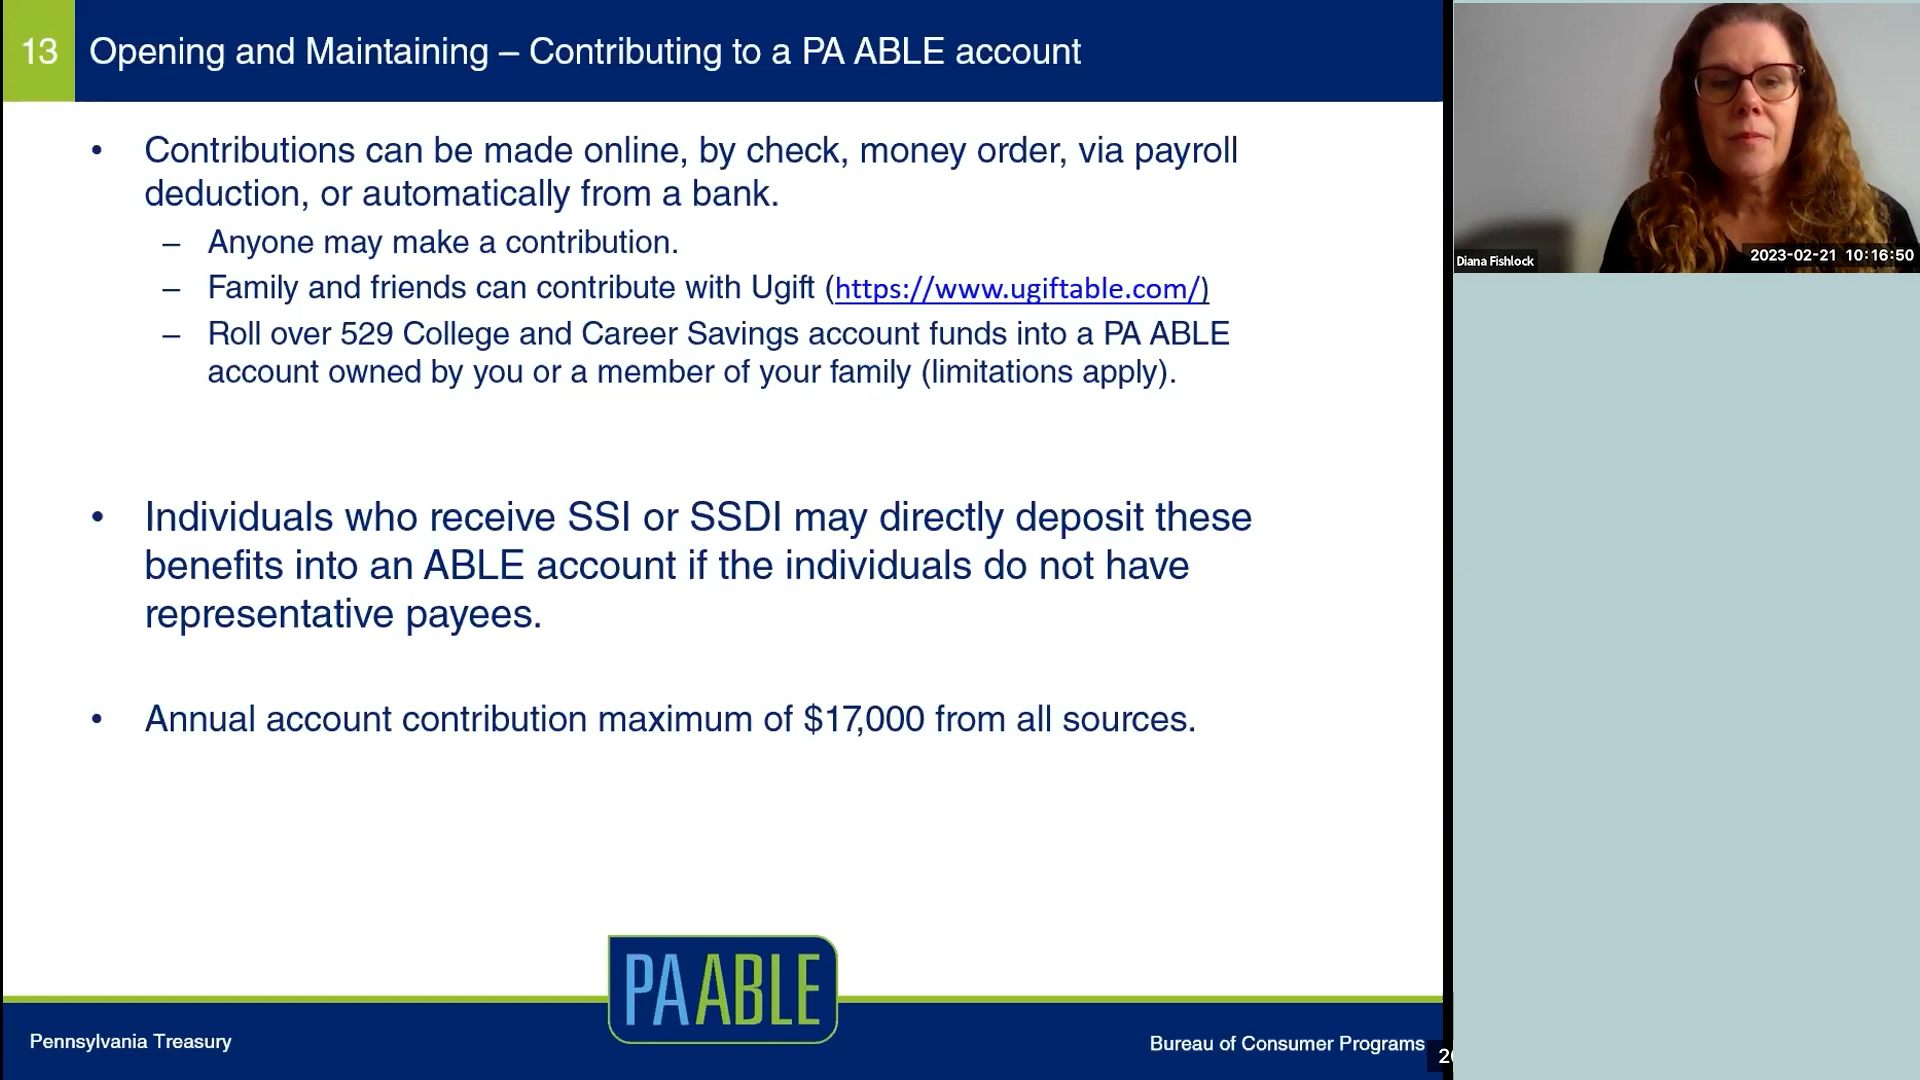 13 Opening and Maintaining – Contributing to a PA ABLE account
• Contributions can be made online, by check, money order, via payroll
deduction, or automatically from a bank.
– Anyone may make a contribution.
– Family and friends can contribute with Ugift (https://www.ugiftable.com/)
– Roll over 529 College and Career Savings account funds into a PA ABLE
account owned by you or a member of your family (limitations apply).
• Individuals who receive SSI or SSDI may directly deposit these
benefits into an ABLE account if the individuals do not have
representative payees.
• Annual account contribution maximum of $17,000 from all sources.
PA ABLE
Pennsylvania Treasury
Bureau of Consumer Programs
Diana Fishlock
2023-02-21 10:16:50